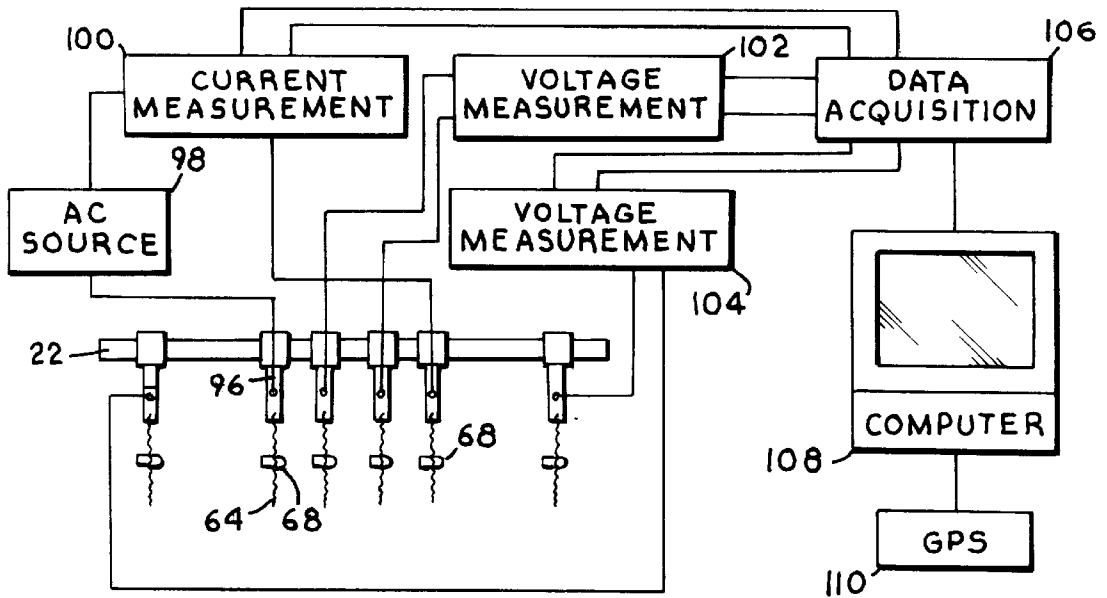 100
CURRENT
MEASUREMENT
102
VOLTAGE
MEASUREMENT
106
DATA
ACQUISITION
98
AC
SOURCE
VOLTAGE
MEASUREMENT
104
22
96
68
64
68
COMPUTER
108
GPS
110